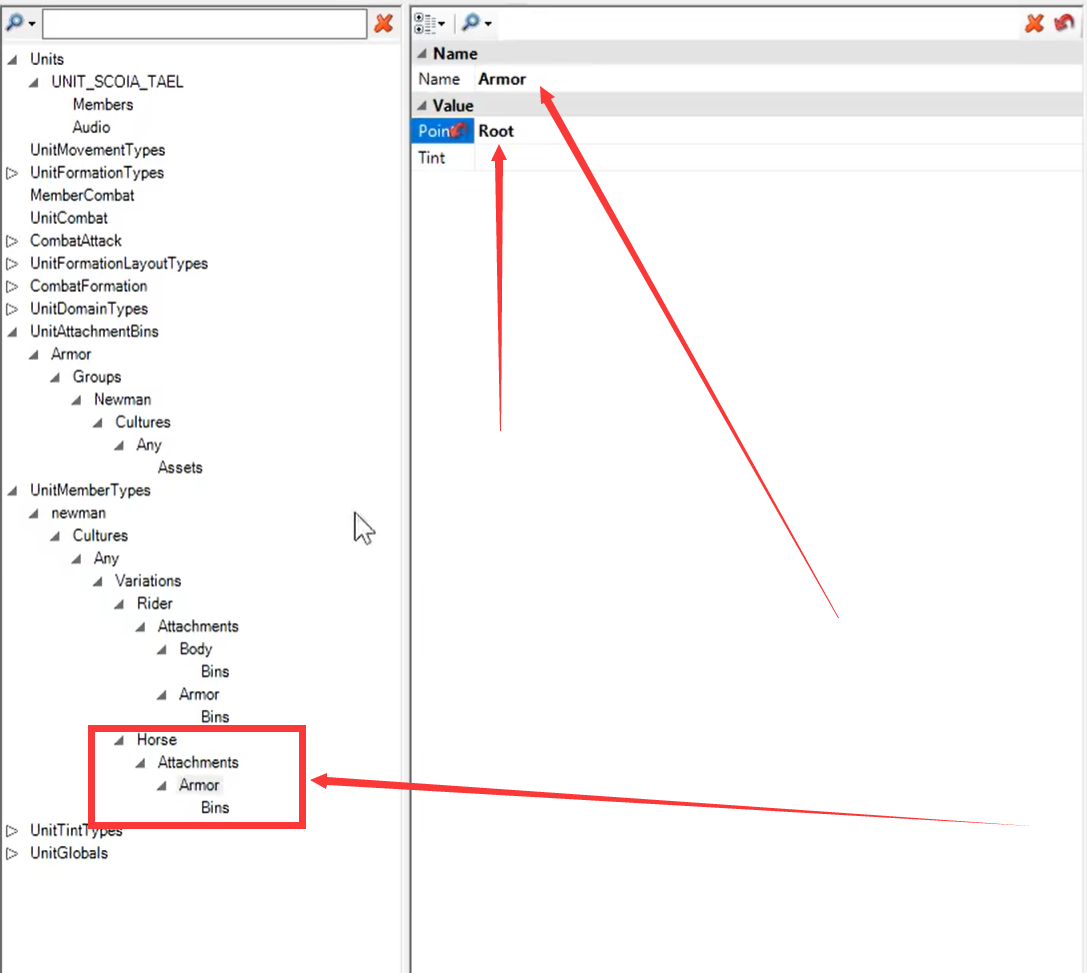 Units
UNIT_SCOIA_TAEL
Members
Audio
UnitMovementTypes
UnitFormationTypes
MemberCombat
UnitCombat
CombatAttack
UnitFormationLayoutTypes
CombatFormation
UnitDomainTypes
UnitAttachmentBins
Armor
Groups
Newman
Cultures
Any
Assets
UnitMemberTypes
newman
Cultures
Any
Variations
Rider
Attachments
Body
Bins
Armor
Bins
Horse
Attachments
Armor
Bins
UnitTintTypes
UnitGlobals
Name
Name Armor
Value
Poin Root
Tint